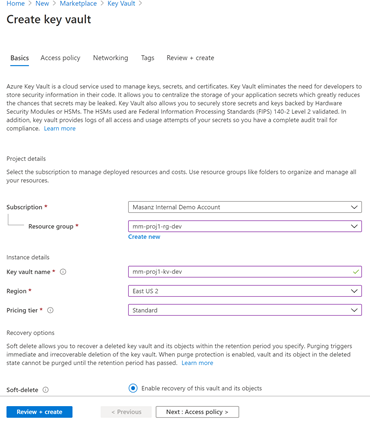 Home > New > Marketplace > Key Vault >
Create key vault
Basics Access policy Networking Tags Review + create
Azure Key Vault is a cloud service used to manage keys, secrets, and certificates. Key Vault eliminates the need for developers to
store security information in their code. It allows you to centralize the storage of your application secrets which greatly reduces
the chances that secrets may be leaked. Key Vault also allows you to securely store secrets and keys backed by Hardware
Security Modules or HSMs. The HSMs used are Federal Information Processing Standards (FIPS) 140-2 Level 2 validated. In
addition, key vault provides logs of all access and usage attempts of your secrets so you have a complete audit trail for
compliance. Learn more
Project details
Select the subscription to manage deployed resources and costs. Use resource groups like folders to organize and manage all
your resources.
Subscription * Masanz Internal Demo Account
Resource group * mm-proj1-rg-dev
Create new
Instance details
Key vault name * mm-proj1-kv-dev
Region * East US 2
Pricing tier * Standard
Recovery options
Soft delete allows you to recover a deleted key vault and its objects within the retention period you specify. Purging triggers
immediate and irrecoverable deletion of the key vault. When purge protection is enabled, vault and its object in the deleted
state cannot be purged until the retention period has passed. Learn more
Soft-delete Enable recovery of this vault and its objects
Review + create < Previous Next : Access policy >